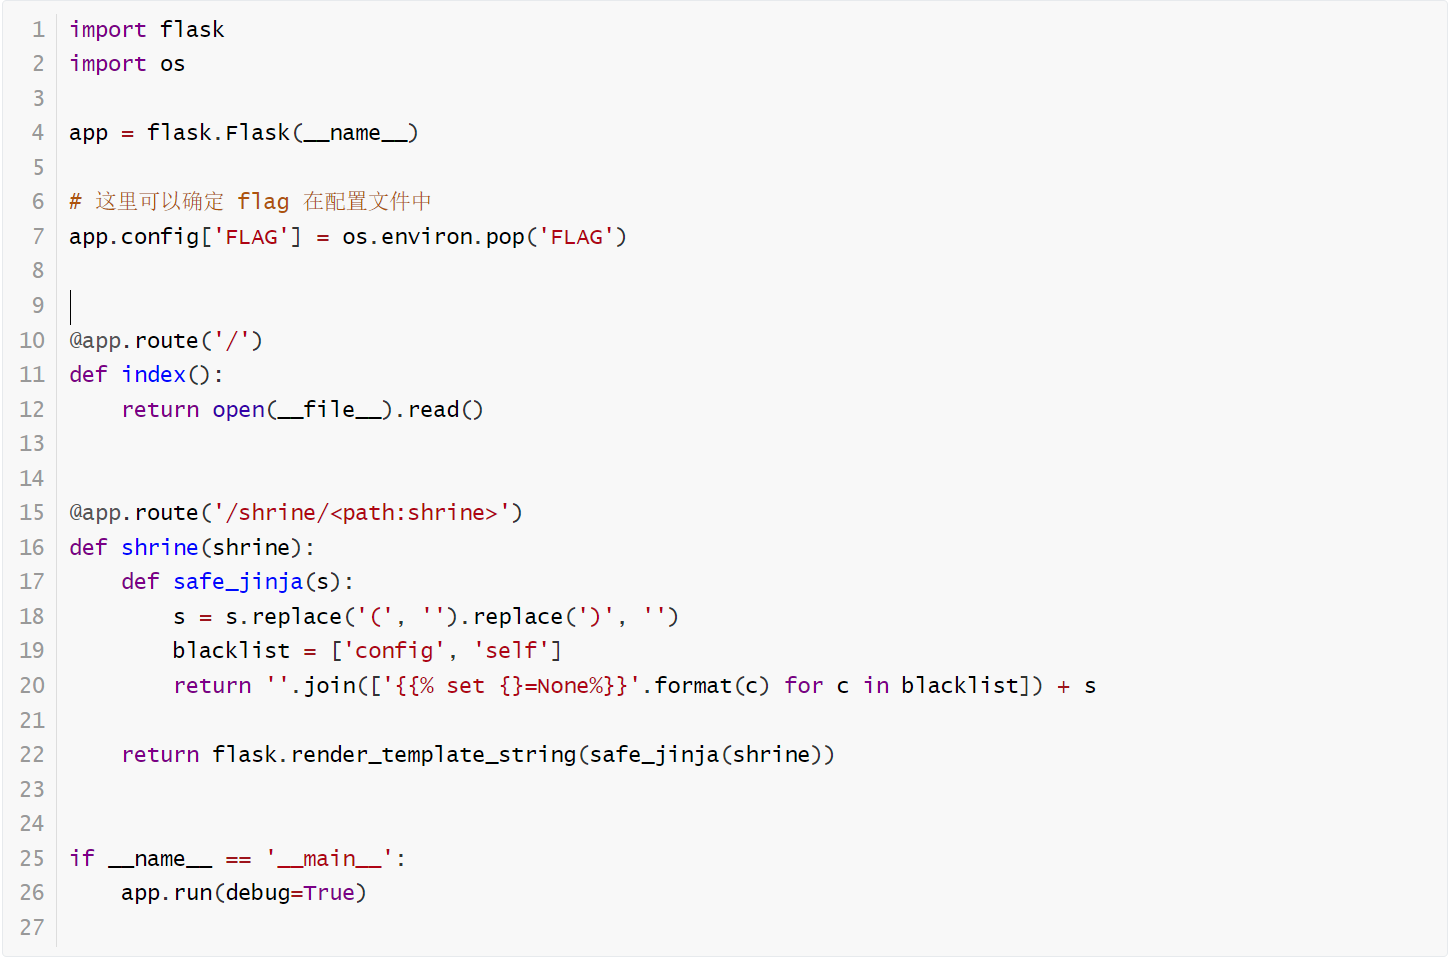 1 import flask
2 import os
3
4 app = flask.Flask(__name__)
5
6 # 这里可以确定 flag 在配置文件中
7 app.config['FLAG'] = os.environ.pop('FLAG')
8
9
10 @app.route('/')
11 def index():
12     return open(__file__).read()
13
14
15 @app.route('/shrine/<path:shrine>')
16 def shrine(shrine):
17     def safe_jinja(s):
18         s = s.replace('(', '').replace(')', '')
19         blacklist = ['config', 'self']
20         return ''.join(['{{% set {}=None%}}'.format(c) for c in blacklist]) + s
21
22     return flask.render_template_string(safe_jinja(shrine))
23
24
25 if __name__ == '__main__':
26     app.run(debug=True)
27